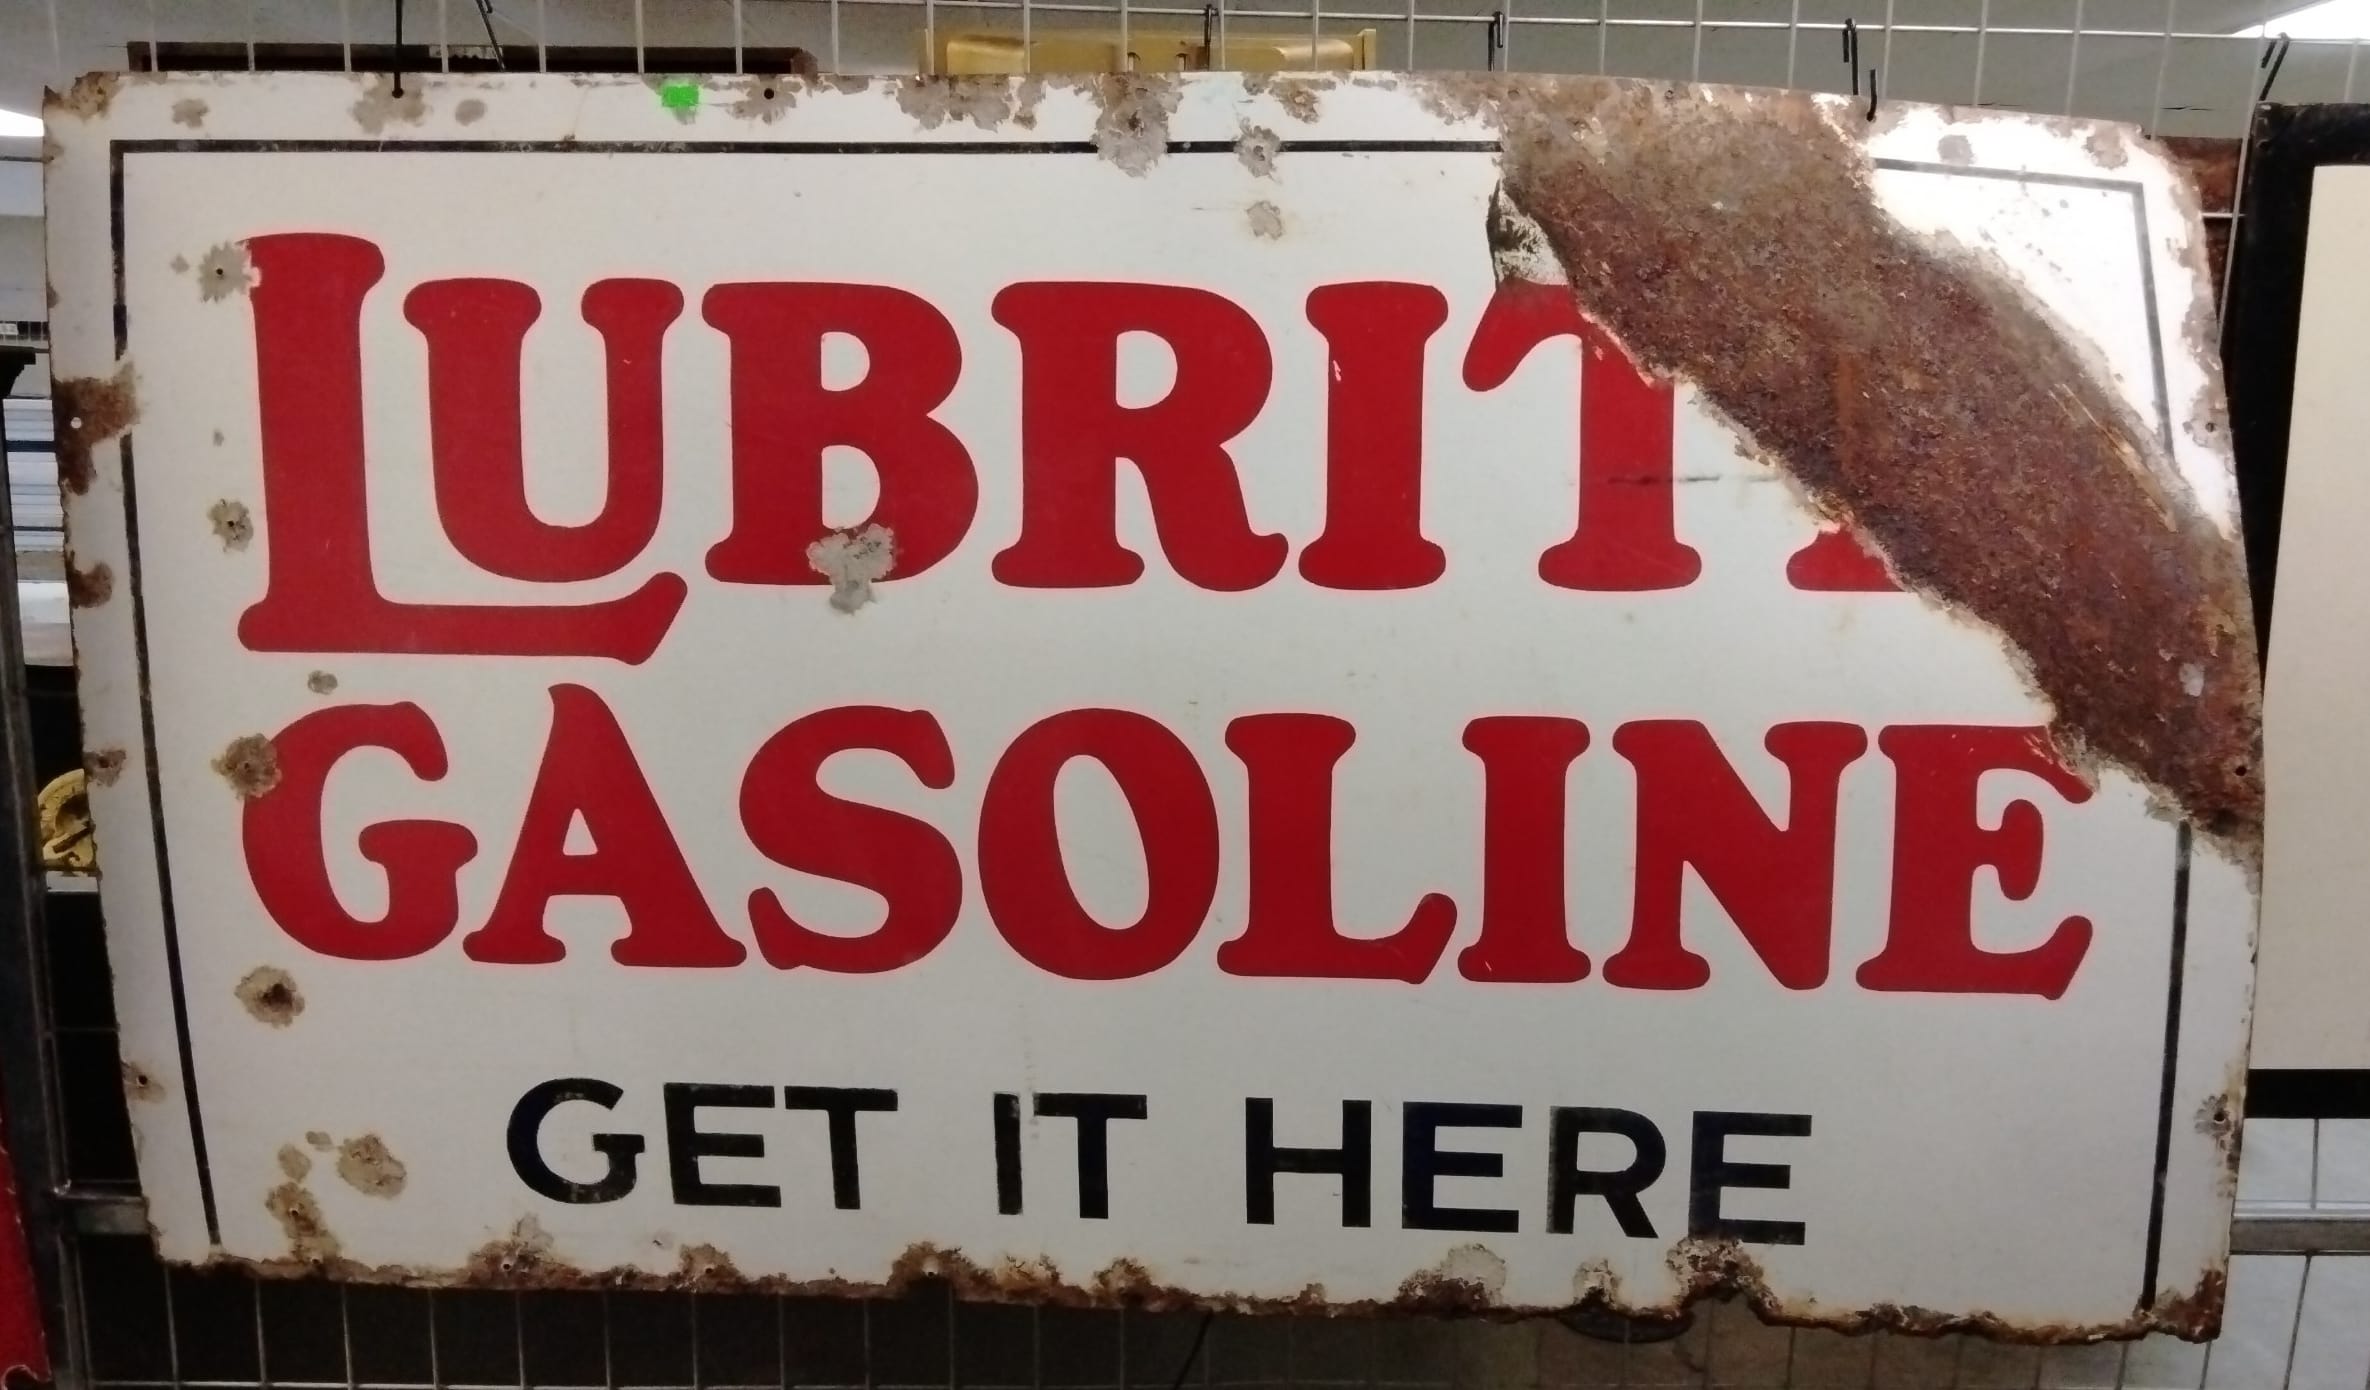 LUBRIT
GASOLINE
GET IT HERE